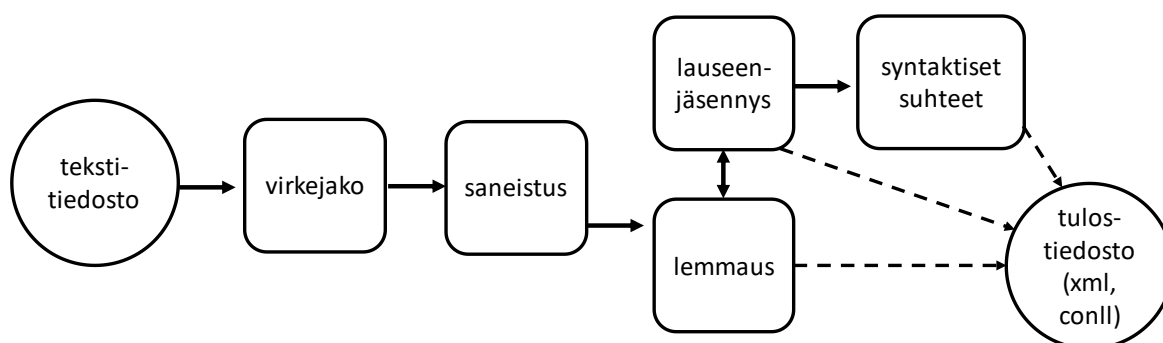 teksti-
tiedosto
virkejako
saneistus
lauseen-
jäsennys
syntaktiset
suhteet
lemmaus
tulos-
tiedosto
(xml,
conll)